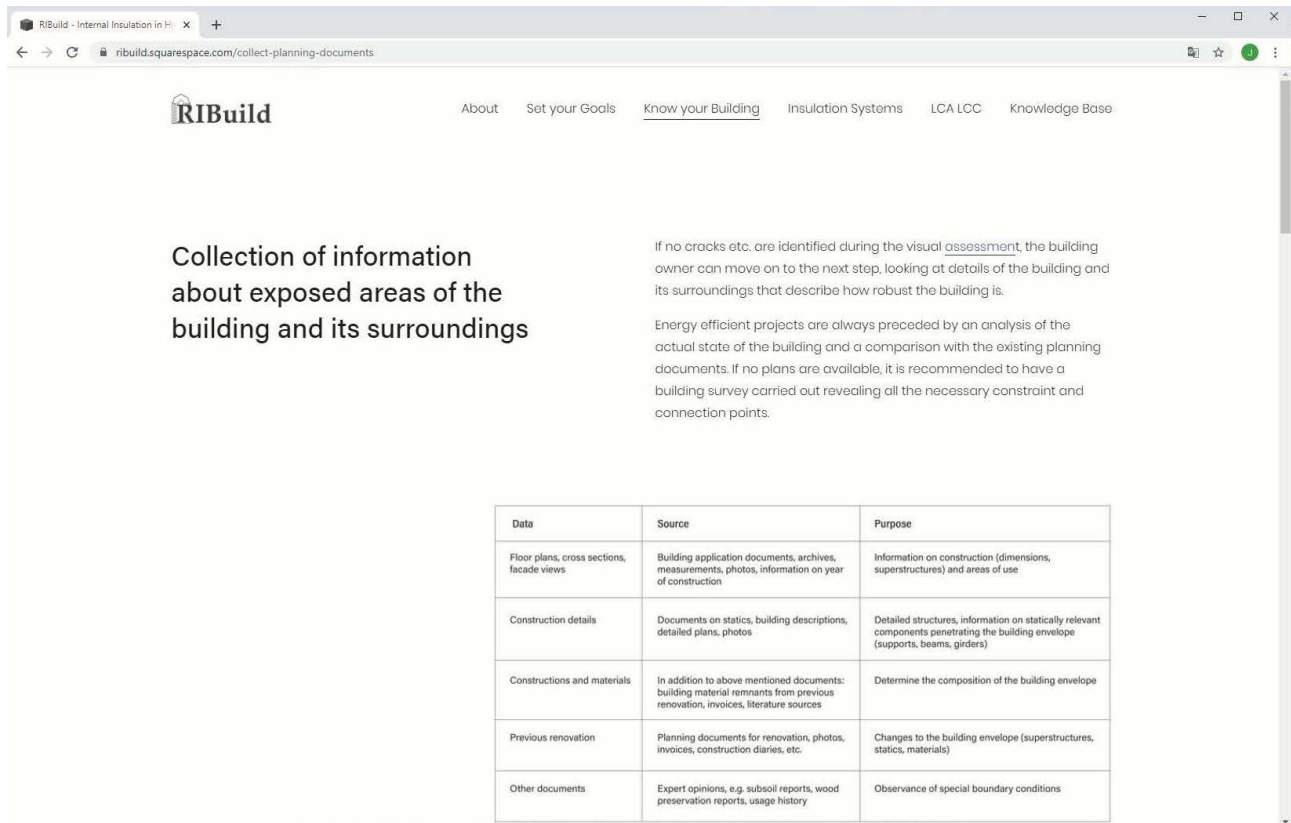 RIBuild - Internal Insulation in H
ribuild.squarespace.com/collect-planning-documents
J
RIBuild
About Set your Goals Know your Building Insulation Systems LCA LCC Knowledge Base
Collection of information
about exposed areas of the
building and its surroundings
If no cracks etc. are identified during the visual assessment, the building
owner can move on to the next step, looking at details of the building and
its surroundings that describe how robust the building is.
Energy efficient projects are always preceded by an analysis of the
actual state of the building and a comparison with the existing planning
documents. If no plans are available, it is recommended to have a
building survey carried out revealing all the necessary constraint and
connection points.
Data Source Purpose
Floor plans, cross sections,
facade views
Building application documents, archives,
measurements, photos, information on year
of construction
Information on construction (dimensions,
superstructures) and areas of use
Construction details
Documents on statics, building descriptions,
detailed plans, photos
Detailed structures, information on statically relevant
components penetrating the building envelope
(supports, beams, girders)
Constructions and materials
In addition to above mentioned documents:
building material remnants from previous
renovation, invoices, literature sources
Determine the composition of the building envelope
Previous renovation
Planning documents for renovation, photos,
invoices, construction diaries, etc.
Changes to the building envelope (superstructures,
statics, materials)
Other documents
Expert opinions, e.g. subsoil reports, wood
preservation reports, usage history
Observance of special boundary conditions